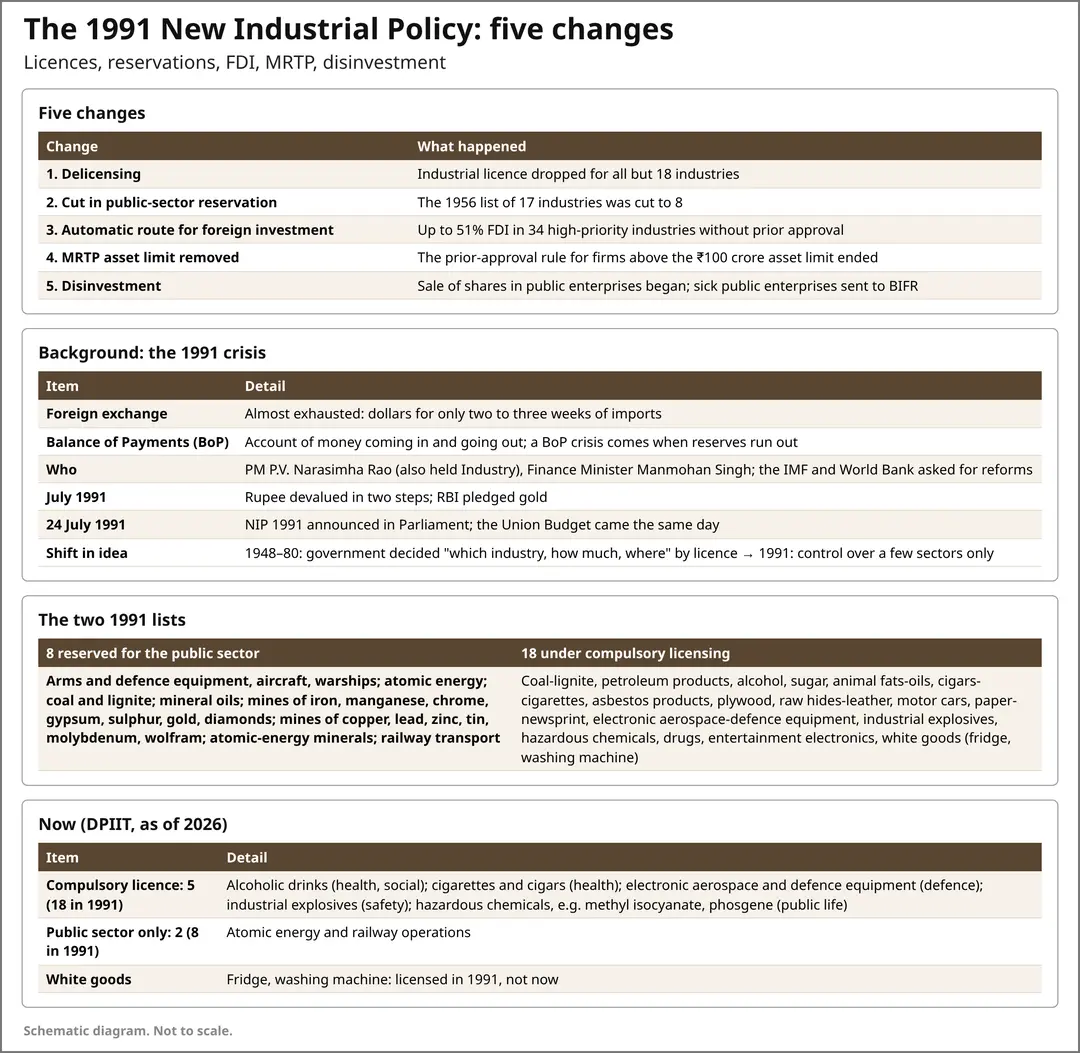 The 1991 New Industrial Policy: five changes
Licences, reservations, FDI, MRTP, disinvestment
Five changes
Change What happened
1. Delicensing Industrial licence dropped for all but 18 industries
2. Cut in public-sector reservation The 1956 list of 17 industries was cut to 8
3. Automatic route for foreign investment Up to 51% FDI in 34 high-priority industries without prior approval
4. MRTP asset limit removed The prior-approval rule for firms above the ₹100 crore asset limit ended
5. Disinvestment Sale of shares in public enterprises began; sick public enterprises sent to BIFR
Background: the 1991 crisis
Item Detail
Foreign exchange Almost exhausted: dollars for only two to three weeks of imports
Balance of Payments (BoP) Account of money coming in and going out; a BoP crisis comes when reserves run out
Who PM P.V. Narasimha Rao (also held Industry), Finance Minister Manmohan Singh; the IMF and World Bank asked for reforms
July 1991 Rupee devalued in two steps; RBI pledged gold
24 July 1991 NIP 1991 announced in Parliament; the Union Budget came the same day
Shift in idea 1948–80: government decided "which industry, how much, where" by licence → 1991: control over a few sectors only
The two 1991 lists
8 reserved for the public sector 18 under compulsory licensing
Arms and defence equipment, aircraft, warships; atomic energy;
coal and lignite; mineral oils; mines of iron, manganese, chrome,
gypsum, sulphur, gold, diamonds; mines of copper, lead, zinc, tin,
molybdenum, wolfram; atomic-energy minerals; railway transport
Coal-lignite, petroleum products, alcohol, sugar, animal fats-oils, cigars-
cigarettes, asbestos products, plywood, raw hides-leather, motor cars, paper-
newsprint, electronic aerospace-defence equipment, industrial explosives,
hazardous chemicals, drugs, entertainment electronics, white goods (fridge,
washing machine)
Now (DPIIT, as of 2026)
Item Detail
Compulsory licence: 5
(18 in 1991)
Alcoholic drinks (health, social); cigarettes and cigars (health); electronic aerospace and defence equipment (defence);
industrial explosives (safety); hazardous chemicals, e.g. methyl isocyanate, phosgene (public life)
Public sector only: 2 (8
in 1991)
Atomic energy and railway operations
White goods Fridge, washing machine: licensed in 1991, not now
Schematic diagram. Not to scale.